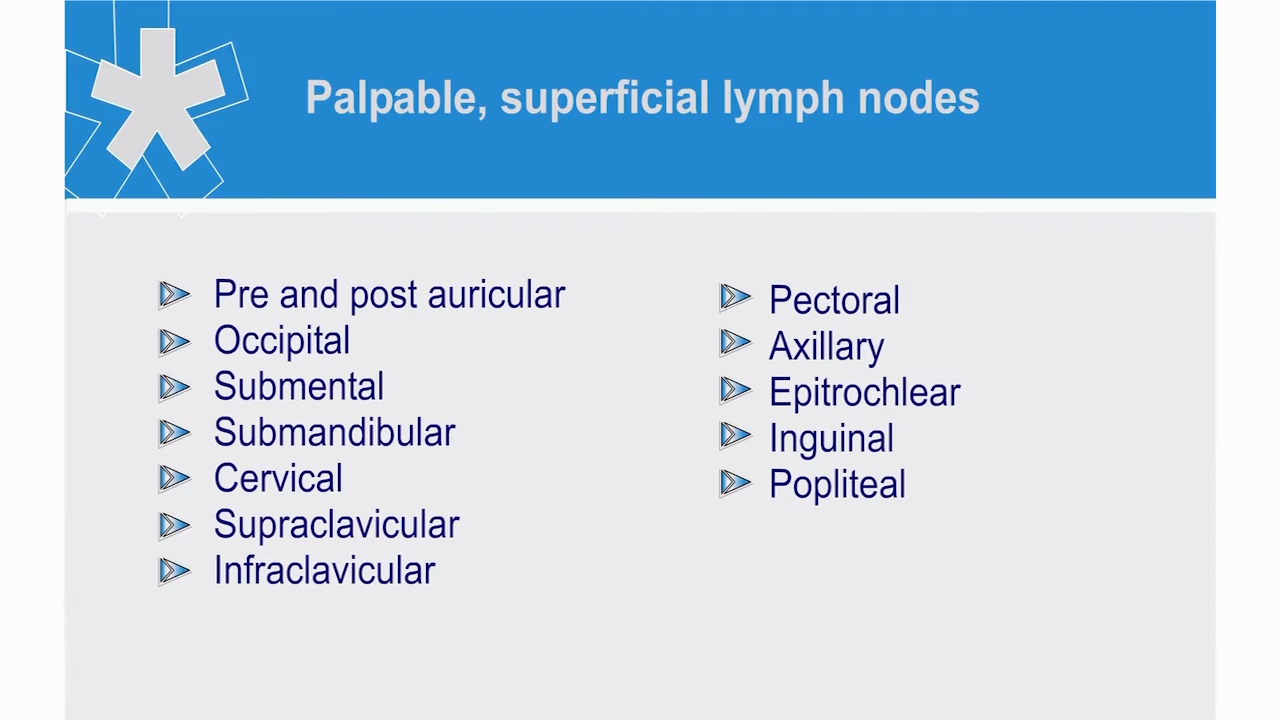 Palpable, superficial lymph nodes
Pre and post auricular
Occipital
Submental
Submandibular
Cervical
Supraclavicular
Infraclavicular
Pectoral
Axillary
Epitrochlear
Inguinal
Popliteal